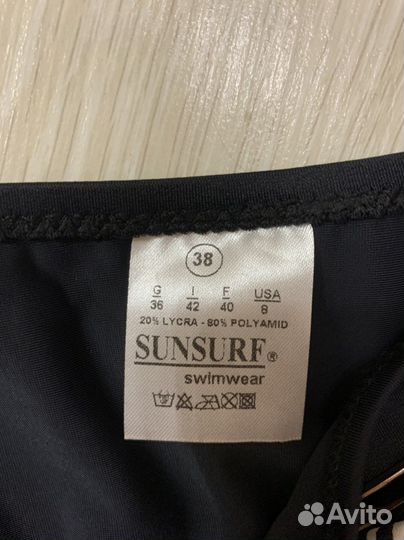 38
G I F USA
36 42 40 8
20% LYCRA - 80% POLYAMID
SUNSURF®
swimwear
Avito